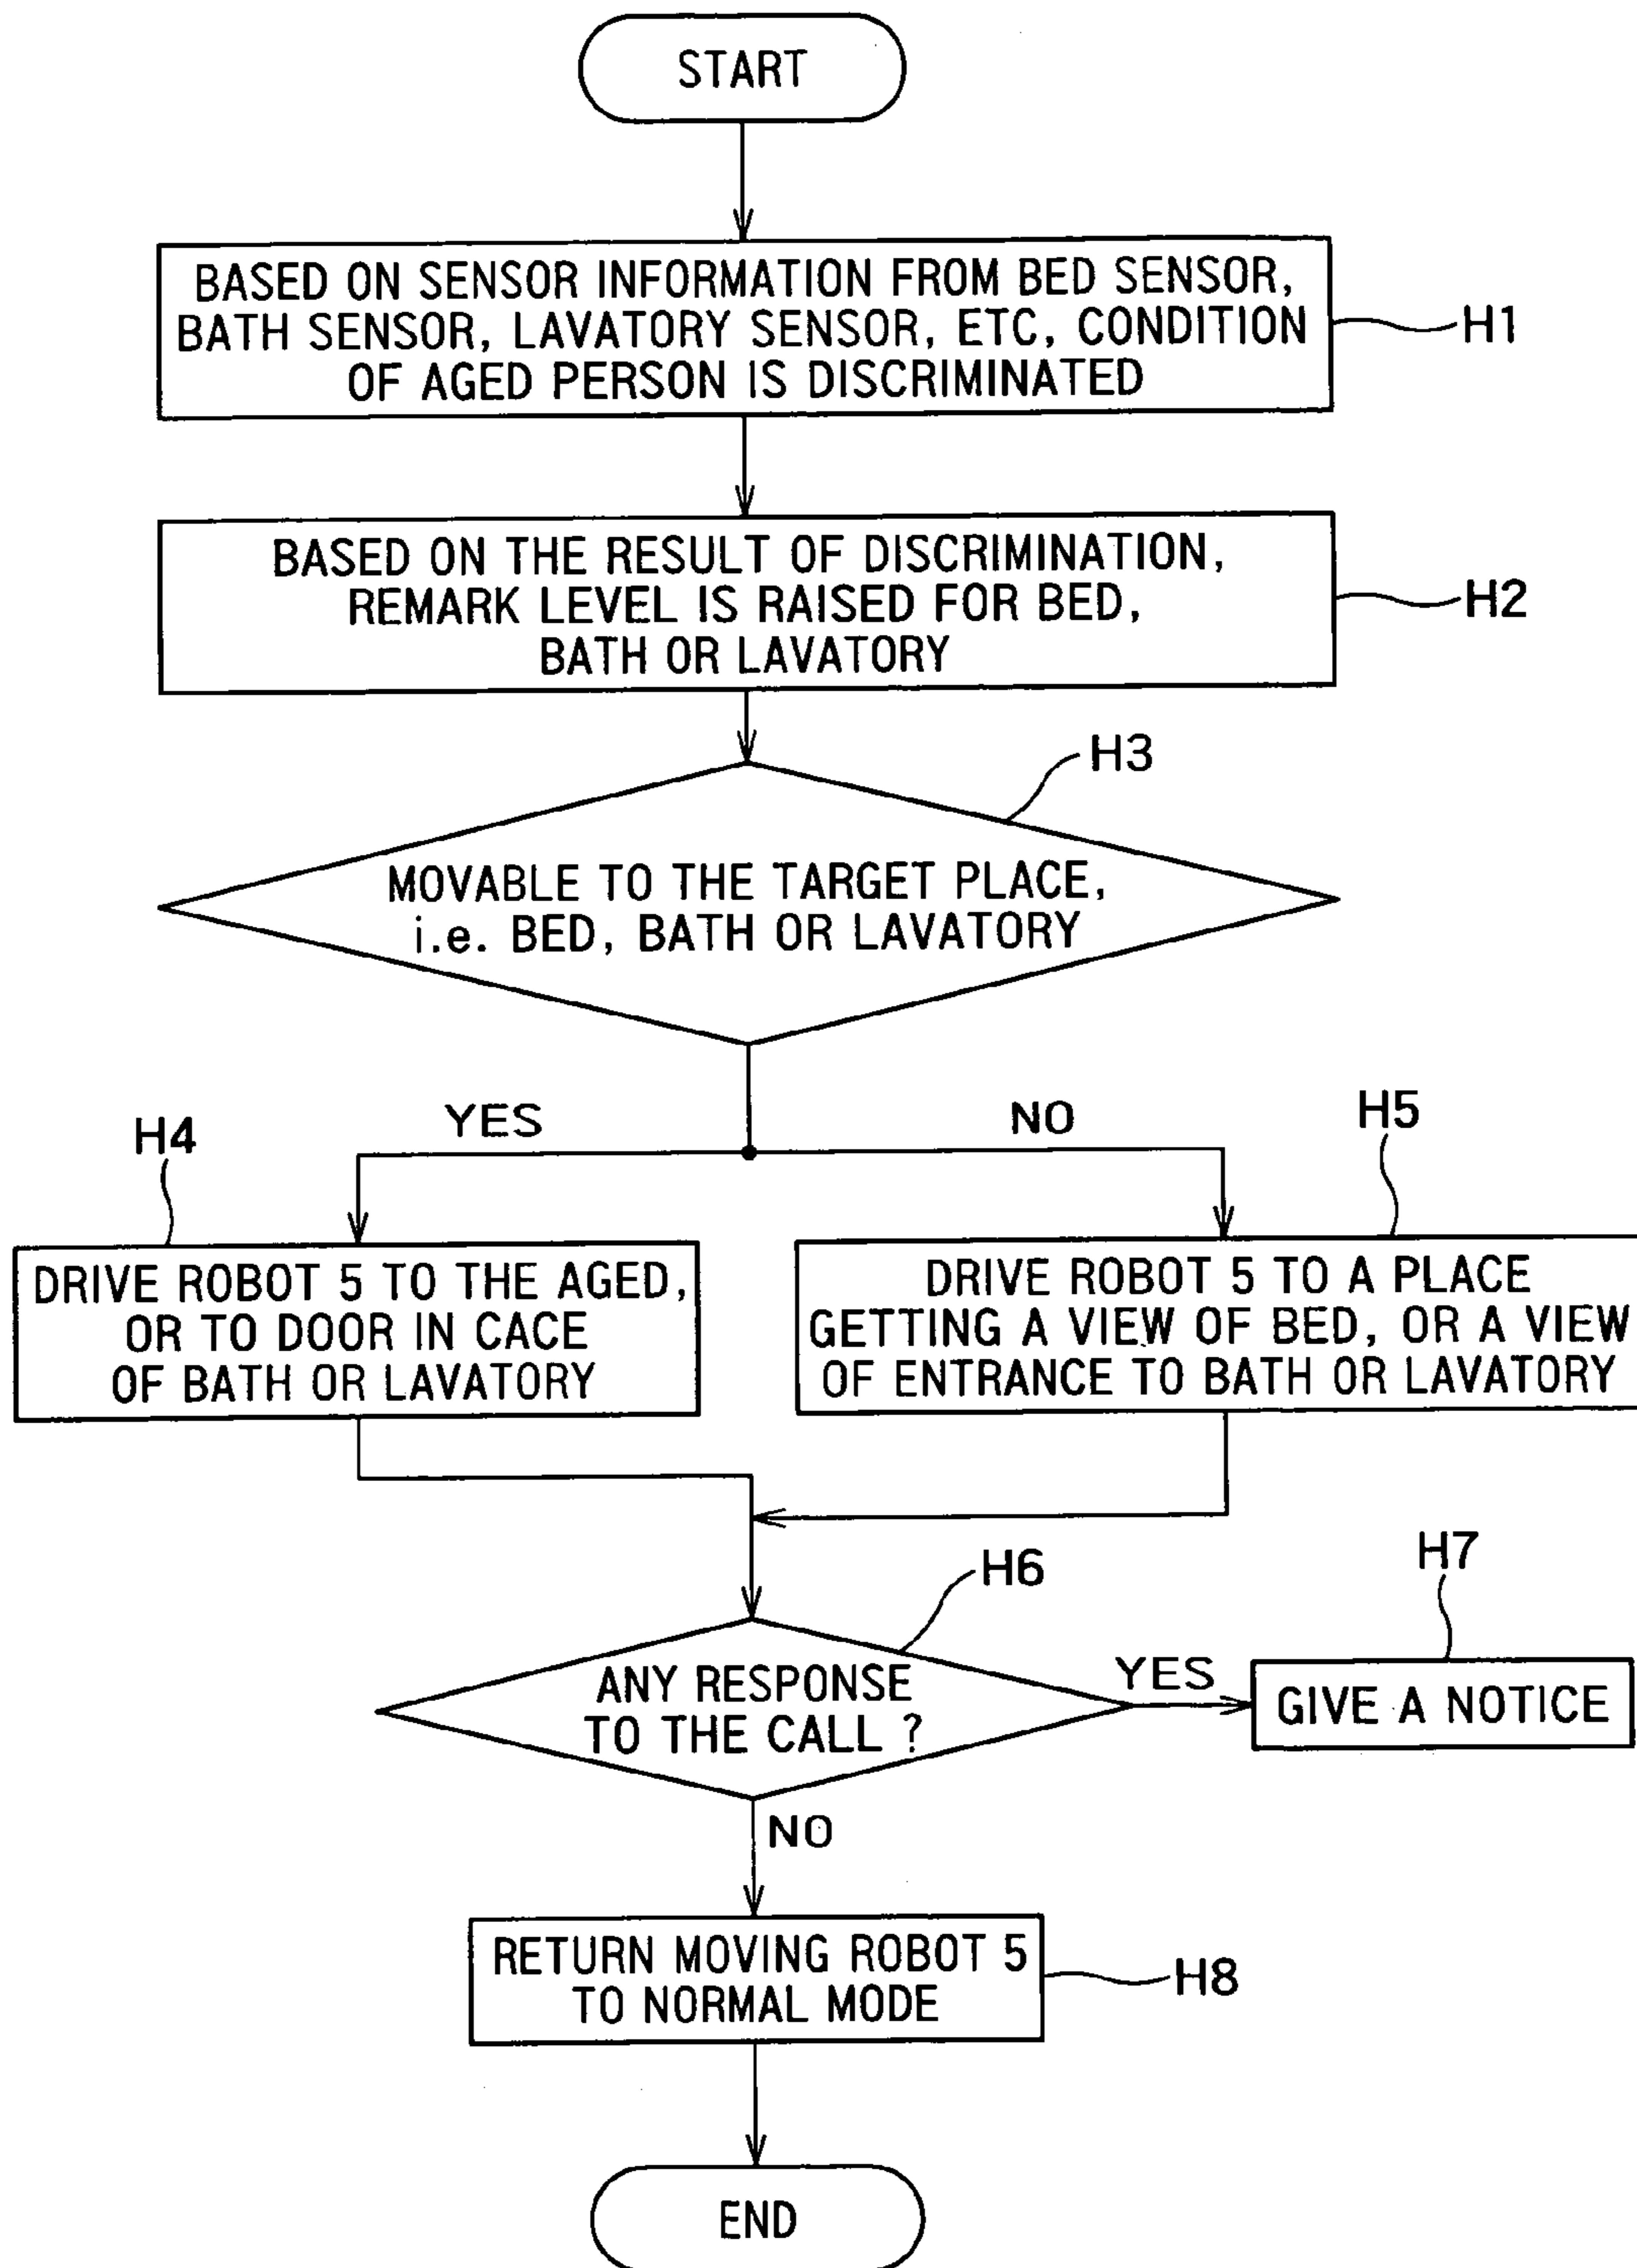 START
BASED ON SENSOR INFORMATION FROM BED SENSOR,
BATH SENSOR, LAVATORY SENSOR, ETC, CONDITION
OF AGED PERSON IS DISCRIMINATED
H1
BASED ON THE RESULT OF DISCRIMINATION,
REMARK LEVEL IS RAISED FOR BED,
BATH OR LAVATORY
H2
H3
MOVABLE TO THE TARGET PLACE,
i.e. BED, BATH OR LAVATORY
YES
NO
H4
H5
DRIVE ROBOT 5 TO THE AGED,
OR TO DOOR IN CACE
OF BATH OR LAVATORY
DRIVE ROBOT 5 TO A PLACE
GETTING A VIEW OF BED, OR A VIEW
OF ENTRANCE TO BATH OR LAVATORY
H6
H7
ANY RESPONSE
TO THE CALL ?
YES
GIVE A NOTICE
NO
RETURN MOVING ROBOT 5
TO NORMAL MODE
H8
END